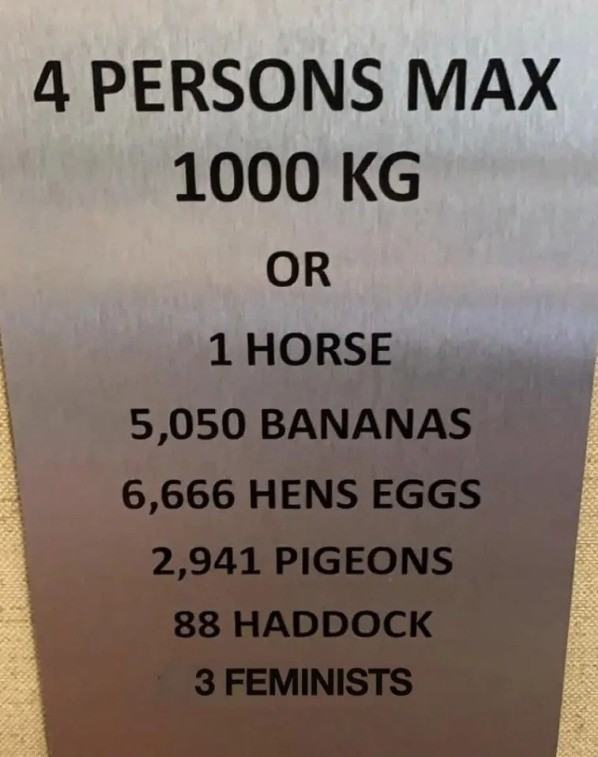 4 PERSONS MAX
1000 KG
OR
1 HORSE
5,050 BANANAS
6,666 HENS EGGS
2,941 PIGEONS
88 HADDOCK
3 FEMINISTS